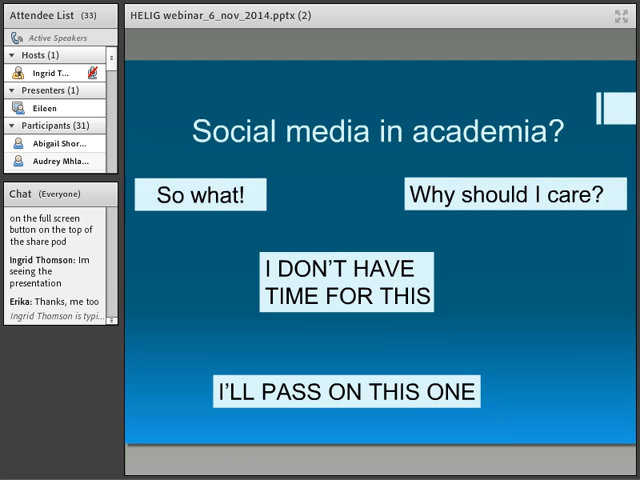 Attendee List (33)
Active Speakers
Hosts (1)
Ingrid T...
Presenters (1)
Eileen
Participants (31)
Abigail Shor...
Audrey Mhla...
Chat (Everyone)
on the full screen
button on the top of
the share pod
Ingrid Thomson: Im
seeing the
presentation
Erika: Thanks, me too
Ingrid Thomson is typi...
HELIG webinar_6_nov_2014.pptx (2)
Social media in academia?
So what!
Why should I care?
I DON'T HAVE
TIME FOR THIS
I'LL PASS ON THIS ONE